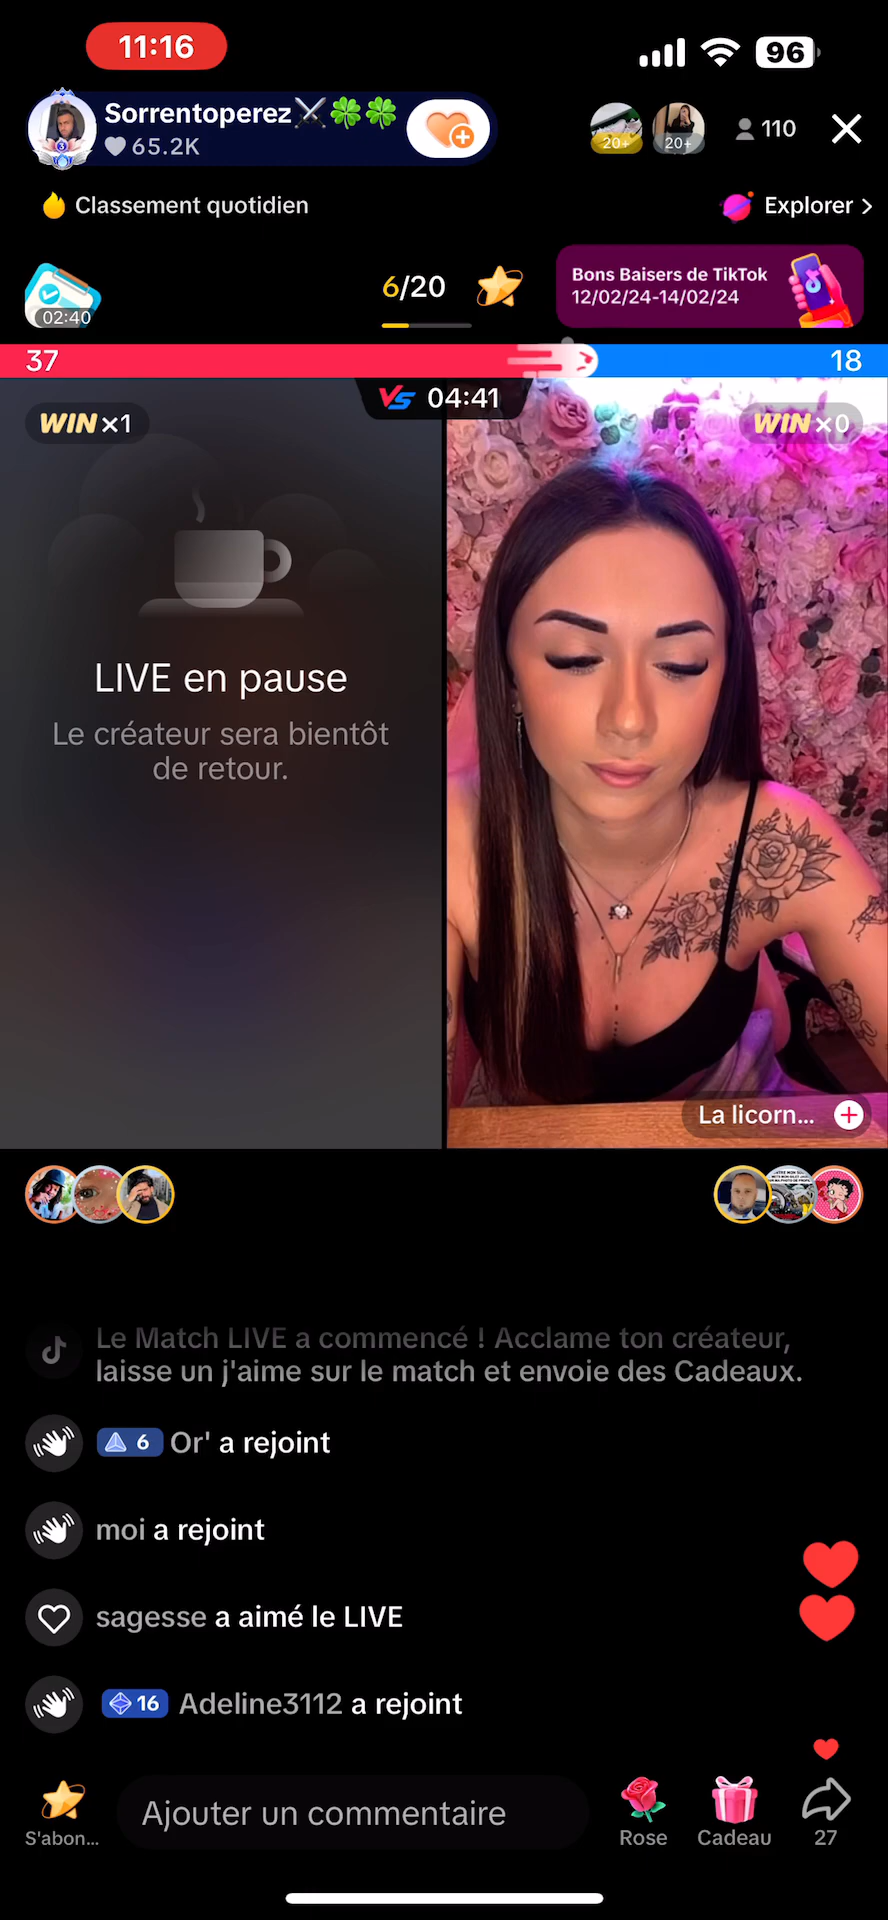 11:16
96
Sorrentoperez
65.2K
20+
20+
110
Classement quotidien
Explorer
02:40
6/20
Bons Baisers de TikTok
12/02/24-14/02/24
37
18
VS 04:41
WIN x1
WIN x0
LIVE en pause
Le créateur sera bientôt
de retour.
La licorn...
Le Match LIVE a commencé ! Acclame ton créateur,
laisse un j'aime sur le match et envoie des Cadeaux.
6 Or' a rejoint
moi a rejoint
sagesse a aimé le LIVE
16 Adeline3112 a rejoint
S'abon...
Ajouter un commentaire
Rose
Cadeau
27